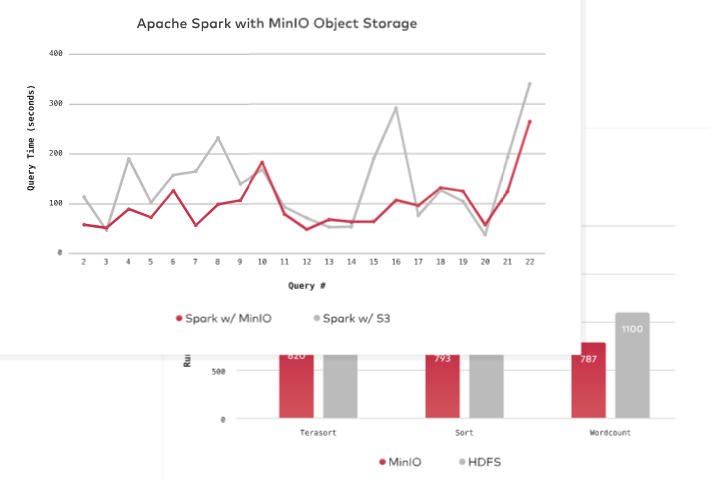 Apache Spark with MinIO Object Storage
Query Time (seconds)
400
300
200
100
0
2 3 4 5 6 7 8 9 10 11 12 13 14 15 16 17 18 19 20 21 22
Query #
Spark w/ MinIO Spark w/ S3
820 793 787 1100
500
0
Terasort Sort Wordcount
MinIO HDFS